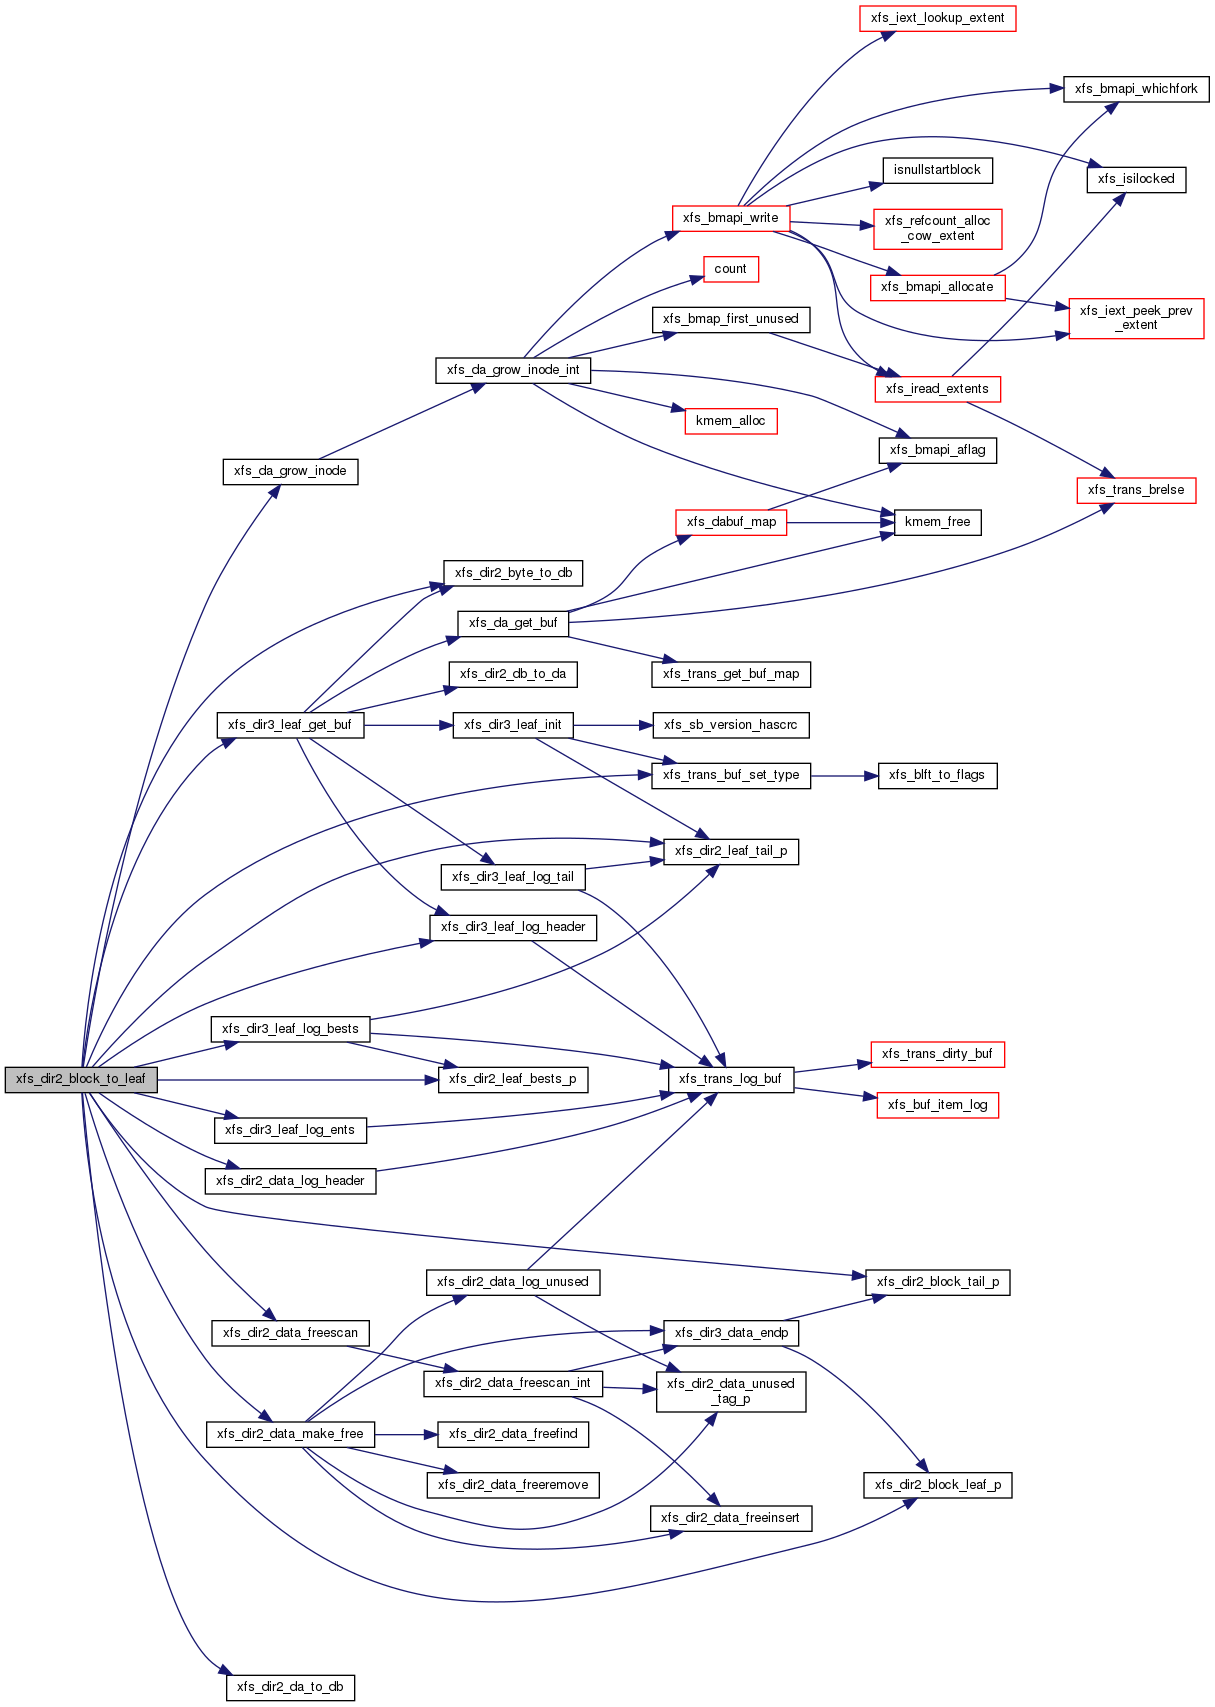 xfs_iext_lookup_extent
xfs_bmapi_whichfork
isnullstartblock
xfs_isilocked
xfs_bmapi_write
xfs_refcount_alloc
_cow_extent
count
xfs_bmapi_allocate
xfs_iext_peek_prev
_extent
xfs_bmap_first_unused
xfs_da_grow_inode_int
xfs_iread_extents
kmem_alloc
xfs_bmapi_aflag
xfs_da_grow_inode
xfs_trans_brelse
xfs_dabuf_map
kmem_free
xfs_dir2_byte_to_db
xfs_da_get_buf
xfs_dir2_db_to_da
xfs_trans_get_buf_map
xfs_dir3_leaf_get_buf
xfs_dir3_leaf_init
xfs_sb_version_hascrc
xfs_trans_buf_set_type
xfs_blft_to_flags
xfs_dir2_leaf_tail_p
xfs_dir3_leaf_log_tail
xfs_dir3_leaf_log_header
xfs_dir3_leaf_log_bests
xfs_trans_dirty_buf
xfs_dir2_block_to_leaf
xfs_dir2_leaf_bests_p
xfs_trans_log_buf
xfs_buf_item_log
xfs_dir3_leaf_log_ents
xfs_dir2_data_log_header
xfs_dir2_data_log_unused
xfs_dir2_block_tail_p
xfs_dir2_data_freescan
xfs_dir3_data_endp
xfs_dir2_data_freescan_int
xfs_dir2_data_unused
_tag_p
xfs_dir2_data_make_free
xfs_dir2_data_freefind
xfs_dir2_data_freeremove
xfs_dir2_block_leaf_p
xfs_dir2_data_freeinsert
xfs_dir2_da_to_db